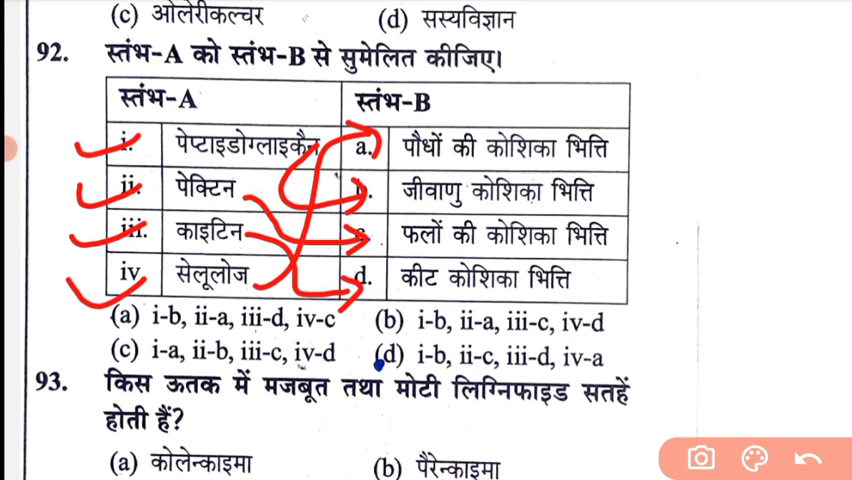 (c) ओलेरीकल्चर (d) सस्यविज्ञान
92. स्तंभ-A को स्तंभ-B से सुमेलित कीजिए।
स्तंभ-A स्तंभ-B
i. पेप्टाइडोग्लाइकैन a. पौधों की कोशिका भित्ति
ii. पेक्टिन b. जीवाणु कोशिका भित्ति
iii. काइटिन c. फलों की कोशिका भित्ति
iv. सेलूलोज d. कीट कोशिका भित्ति
(a) i-b, ii-a, iii-d, iv-c (b) i-b, ii-a, iii-c, iv-d
(c) i-a, ii-b, iii-c, iv-d (d) i-b, ii-c, iii-d, iv-a
93. किस ऊतक में मजबूत तथा मोटी लिग्निफाइड सतहें
होती हैं?
(a) कोलेन्काइमा (b) पैरेन्काइमा